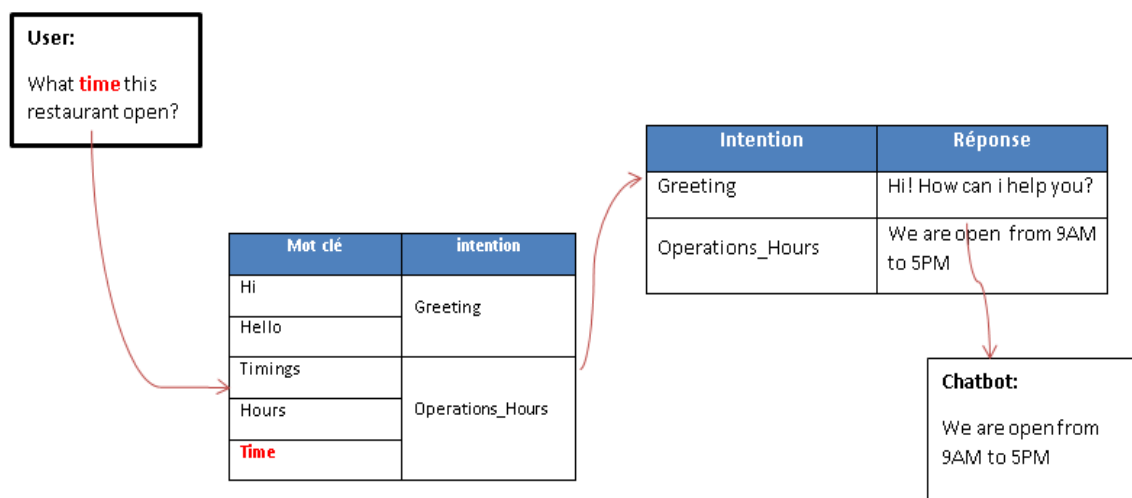 User:
What time this
restaurant open?
Mot clé intention
Hi
Greeting
Hello
Timings
Hours
Operations_Hours
Time
Intention Réponse
Greeting Hi! How can i help you?
Operations_Hours
We are open from 9AM
to 5PM
Chatbot:
We are open from
9AM to 5PM